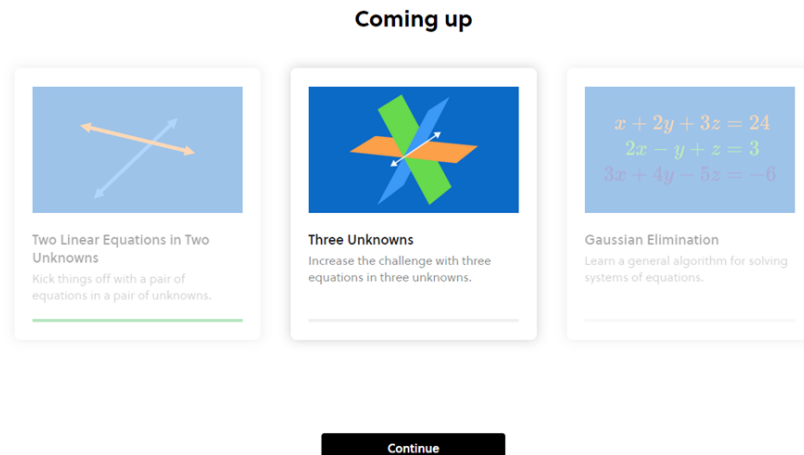 Coming up
Two Linear Equations in Two
Unknowns
Kick things off with a pair of
equations in a pair of unknowns.
Three Unknowns
Increase the challenge with three
equations in three unknowns.
x + 2y + 3z = 24
2x − y + z = 3
3x + 4y − 5z = −6
Gaussian Elimination
Learn a general algorithm for solving
systems of equations.
Continue